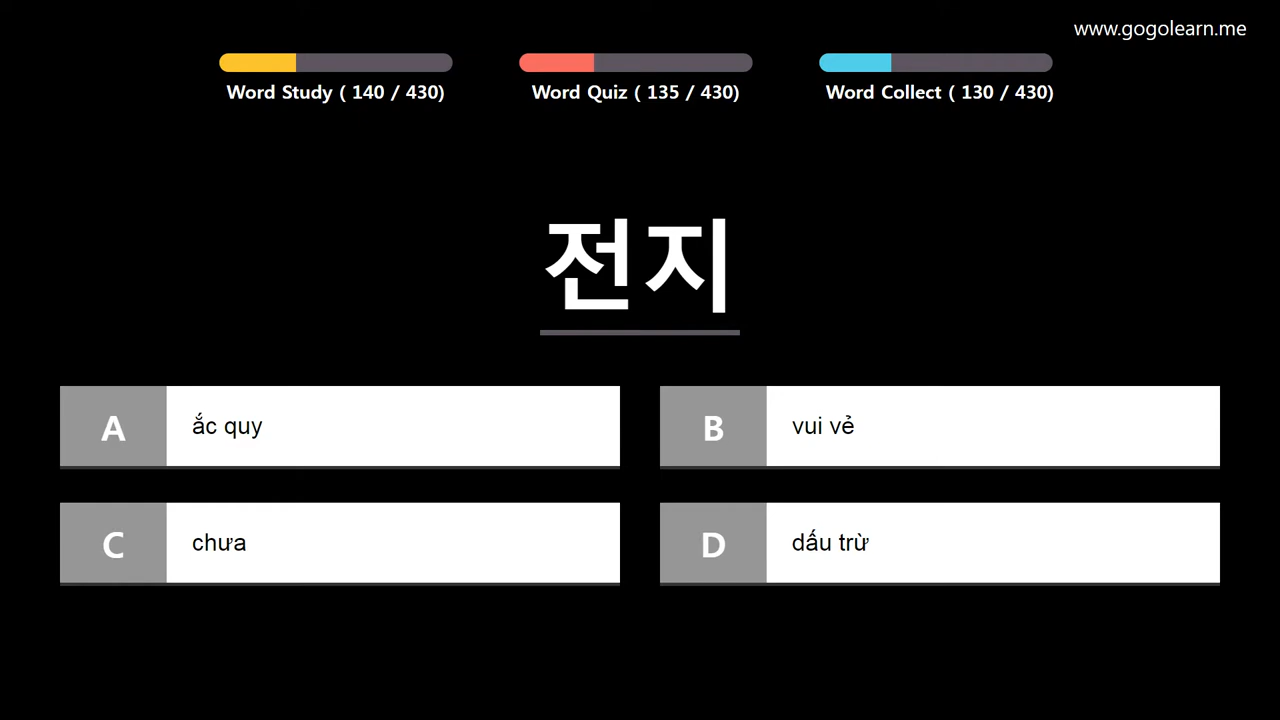 www.gogolearn.me
Word Study ( 140 / 430)
Word Quiz ( 135 / 430)
Word Collect ( 130 / 430)
전지
A ắc quy
B vui vẻ
C chưa
D dấu trừ